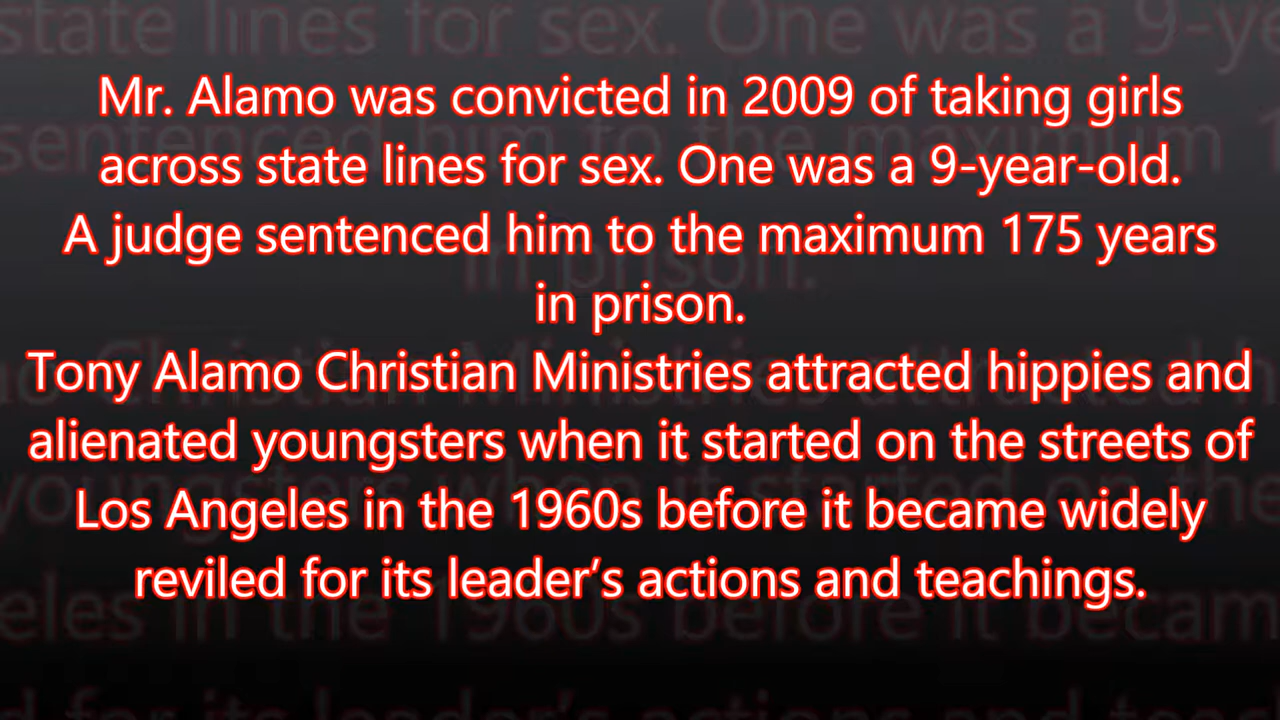 Mr. Alamo was convicted in 2009 of taking girls
across state lines for sex. One was a 9-year-old.
A judge sentenced him to the maximum 175 years
in prison.
Tony Alamo Christian Ministries attracted hippies and
alienated youngsters when it started on the streets of
Los Angeles in the 1960s before it became widely
reviled for its leader’s actions and teachings.